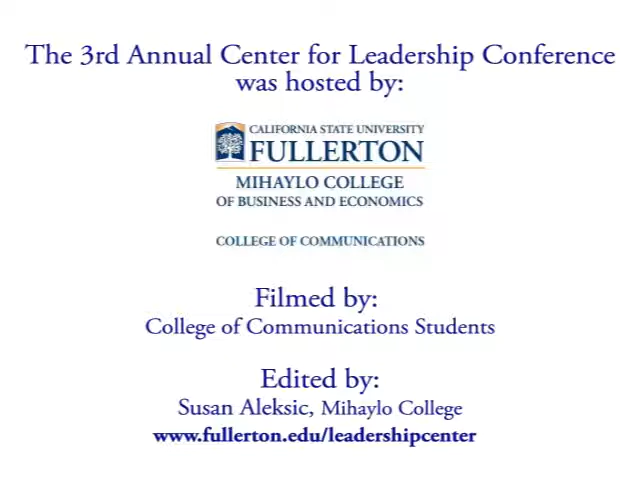 The 3rd Annual Center for Leadership Conference
was hosted by:
CALIFORNIA STATE UNIVERSITY
FULLERTON
MIHAYLO COLLEGE
OF BUSINESS AND ECONOMICS
COLLEGE OF COMMUNICATIONS
Filmed by:
College of Communications Students
Edited by:
Susan Aleksic, Mihaylo College
www.fullerton.edu/leadershipcenter